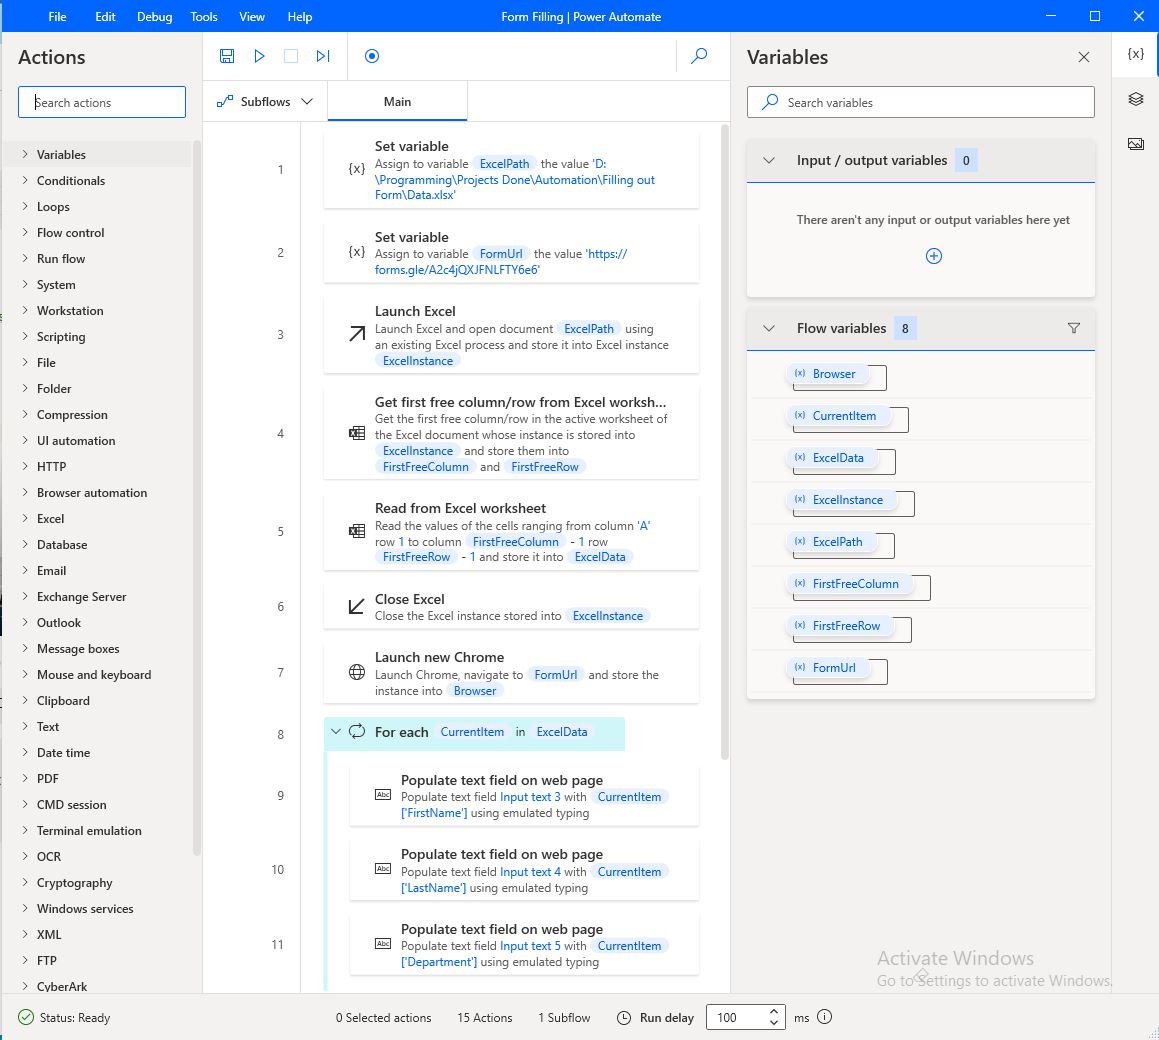 File Edit Debug Tools View Help
Form Filling | Power Automate
Actions
Search actions
Variables
Conditionals
Loops
Flow control
Run flow
System
Workstation
Scripting
File
Folder
Compression
UI automation
HTTP
Browser automation
Excel
Database
Email
Exchange Server
Outlook
Message boxes
Mouse and keyboard
Clipboard
Text
Date time
PDF
CMD session
Terminal emulation
OCR
Cryptography
Windows services
XML
FTP
CyberArk
Subflows
Main
1
{x}
Set variable
Assign to variable ExcelPath the value 'D:
\Programming\Projects Done\Automation\Filling out
Form\Data.xlsx'
2
{x}
Set variable
Assign to variable FormUrl the value 'https://
forms.gle/A2c4jQXJFNLFTY6e6'
3
Launch Excel
Launch Excel and open document ExcelPath using
an existing Excel process and store it into Excel instance
ExcelInstance
4
Get first free column/row from Excel worksh...
Get the first free column/row in the active worksheet of
the Excel document whose instance is stored into
ExcelInstance and store them into
FirstFreeColumn and FirstFreeRow
5
Read from Excel worksheet
Read the values of the cells ranging from column 'A'
row 1 to column FirstFreeColumn - 1 row
FirstFreeRow - 1 and store it into ExcelData
6
Close Excel
Close the Excel instance stored into ExcelInstance
7
Launch new Chrome
Launch Chrome, navigate to FormUrl and store the
instance into Browser
8
For each CurrentItem in ExcelData
9
Abc
Populate text field on web page
Populate text field Input text 3 with CurrentItem
['FirstName'] using emulated typing
10
Abc
Populate text field on web page
Populate text field Input text 4 with CurrentItem
['LastName'] using emulated typing
11
Abc
Populate text field on web page
Populate text field Input text 5 with CurrentItem
['Department'] using emulated typing
Variables
{x}
Search variables
Input / output variables 0
There aren't any input or output variables here yet
Flow variables 8
(x) Browser
(x) CurrentItem
(x) ExcelData
(x) ExcelInstance
(x) ExcelPath
(x) FirstFreeColumn
(x) FirstFreeRow
(x) FormUrl
Activate Windows
Go to Settings to activate Windows.
Status: Ready
0 Selected actions
15 Actions
1 Subflow
Run delay
100
ms